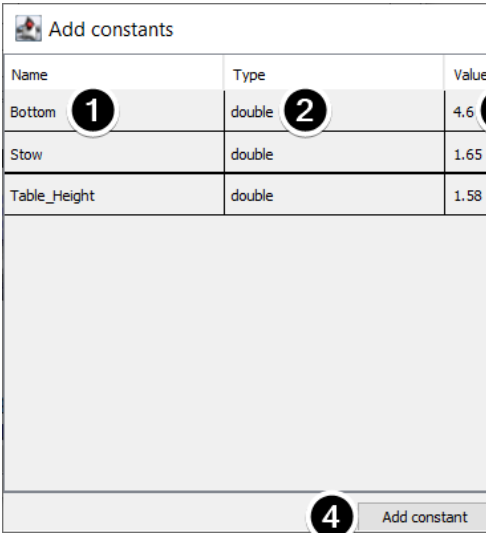 Add constants
Name Type Value
Bottom 1 double 2 4.6
Stow double 1.65
Table_Height double 1.58
4 Add constant